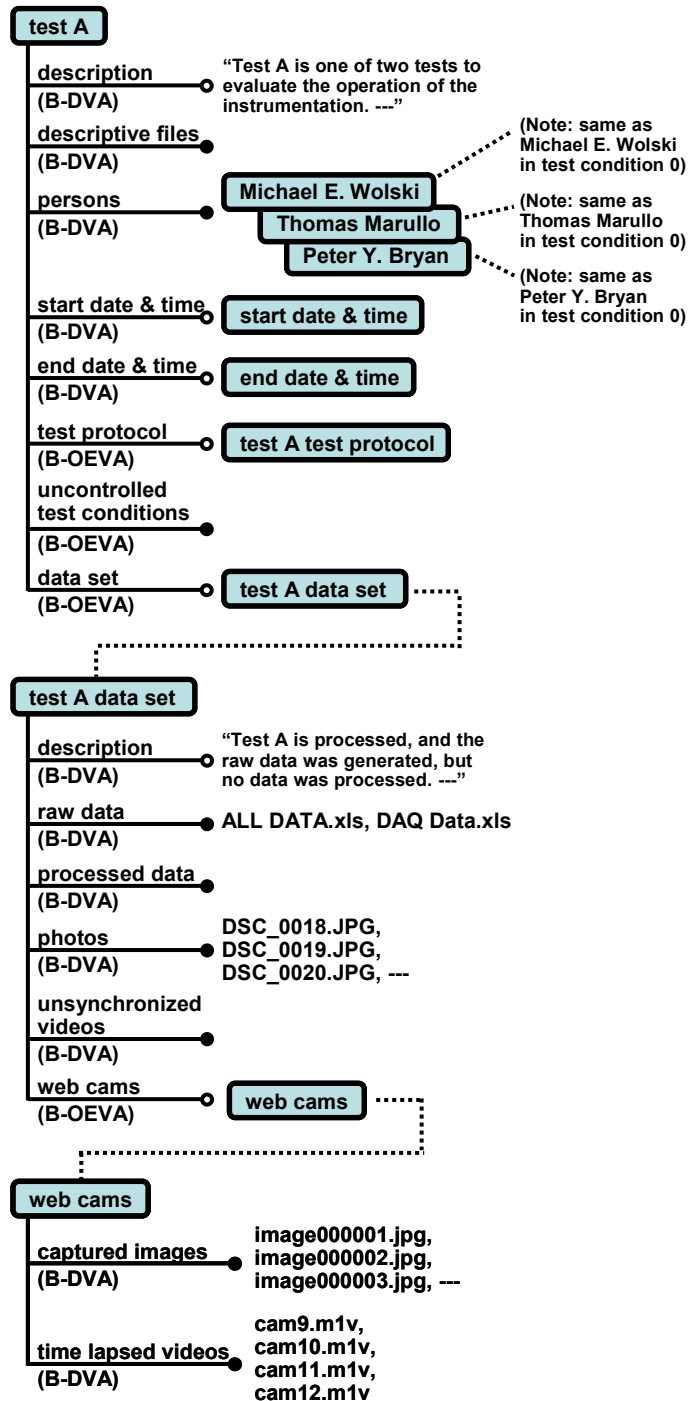 test A
description
(B-DVA)
“Test A is one of two tests to
evaluate the operation of the
instrumentation. ---”
descriptive files
(B-DVA)
persons
(B-DVA)
Michael E. Wolski
Thomas Marullo
Peter Y. Bryan
(Note: same as
Michael E. Wolski
in test condition 0)
(Note: same as
Thomas Marullo
in test condition 0)
(Note: same as
Peter Y. Bryan
in test condition 0)
start date & time
(B-DVA)
start date & time
end date & time
(B-DVA)
end date & time
test protocol
(B-OEVA)
test A test protocol
uncontrolled
test conditions
(B-OEVA)
data set
(B-OEVA)
test A data set
test A data set
description
(B-DVA)
“Test A is processed, and the
raw data was generated, but
no data was processed. ---”
raw data
(B-DVA)
ALL DATA.xls, DAQ Data.xls
processed data
(B-DVA)
photos
(B-DVA)
DSC_0018.JPG,
DSC_0019.JPG,
DSC_0020.JPG, ---
unsynchronized
videos
(B-DVA)
web cams
(B-OEVA)
web cams
web cams
captured images
(B-DVA)
image000001.jpg,
image000002.jpg,
image000003.jpg, ---
time lapsed videos
(B-DVA)
cam9.m1v,
cam10.m1v,
cam11.m1v,
cam12.m1v